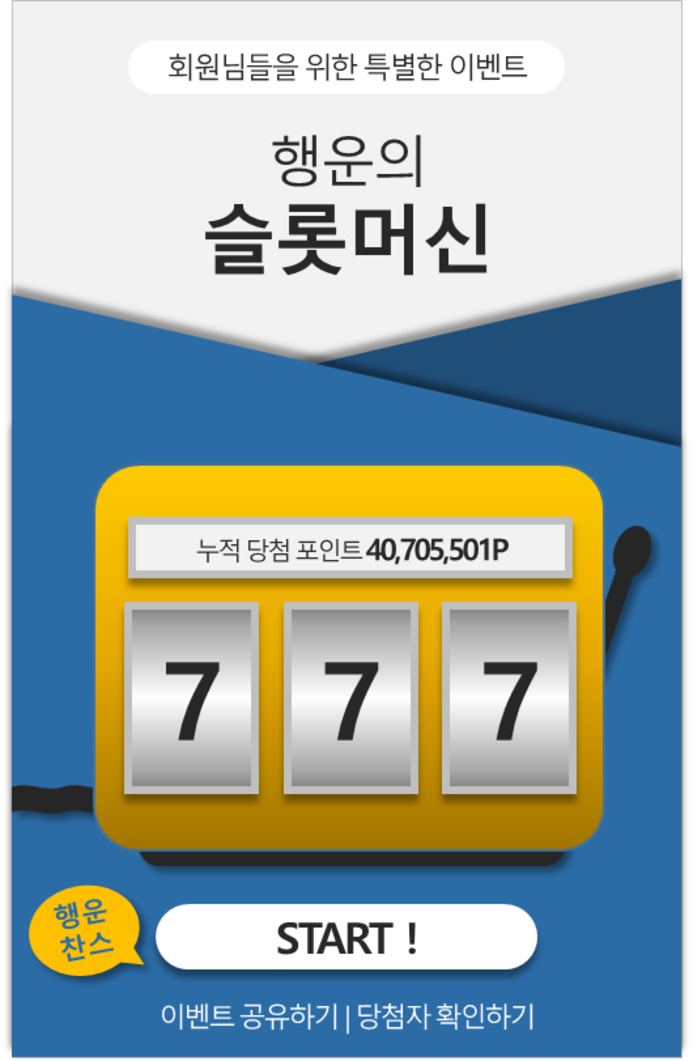 회원님들을 위한 특별한 이벤트
행운의
슬롯머신
누적 당첨 포인트 40,705,501P
7 7 7
행운
찬스
START !
이벤트 공유하기 | 당첨자 확인하기